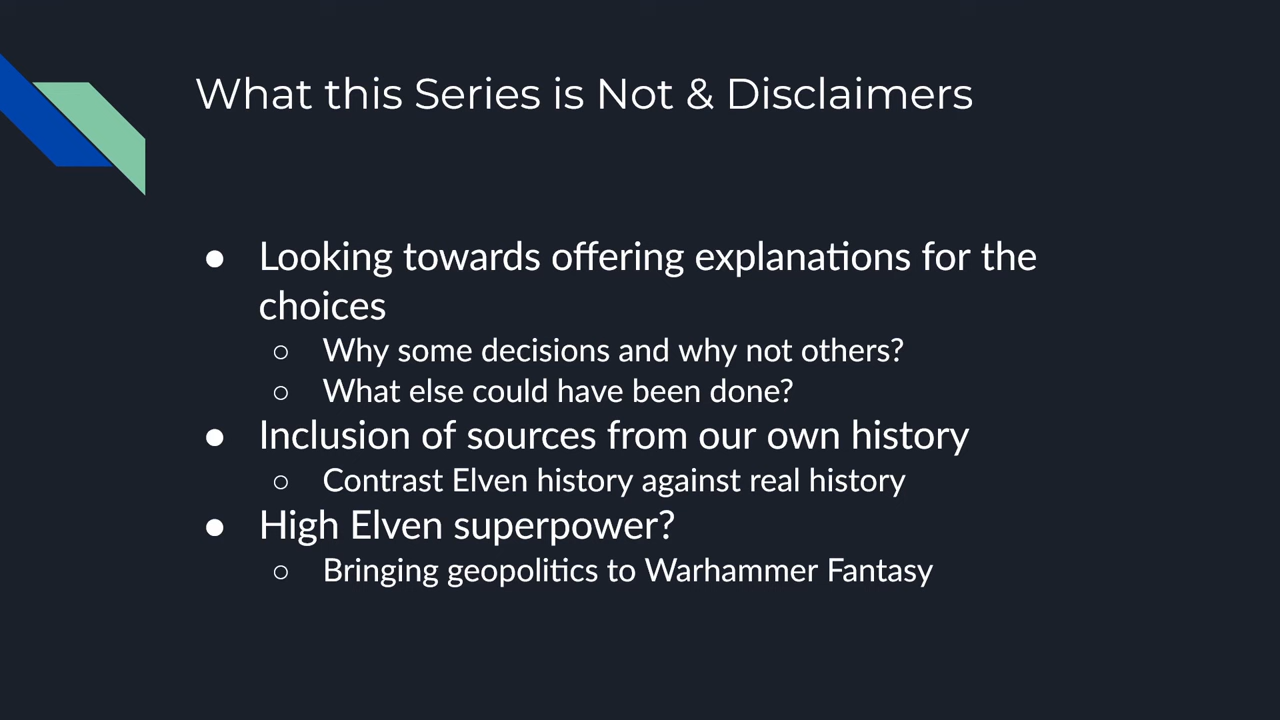 What this Series is Not & Disclaimers
● Looking towards offering explanations for the
choices
○ Why some decisions and why not others?
○ What else could have been done?
● Inclusion of sources from our own history
○ Contrast Elven history against real history
● High Elven superpower?
○ Bringing geopolitics to Warhammer Fantasy